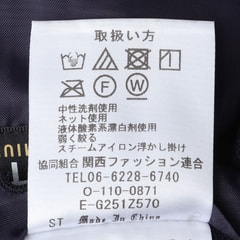 取扱い方
中性洗剤使用
ネット使用
液体酸素系漂白剤使用
弱く絞る
スチームアイロン浮かし掛け
協同組合 関西ファッション連合
TEL06-6228-6740
O-110-0871
E-G251Z570
ST Made In China